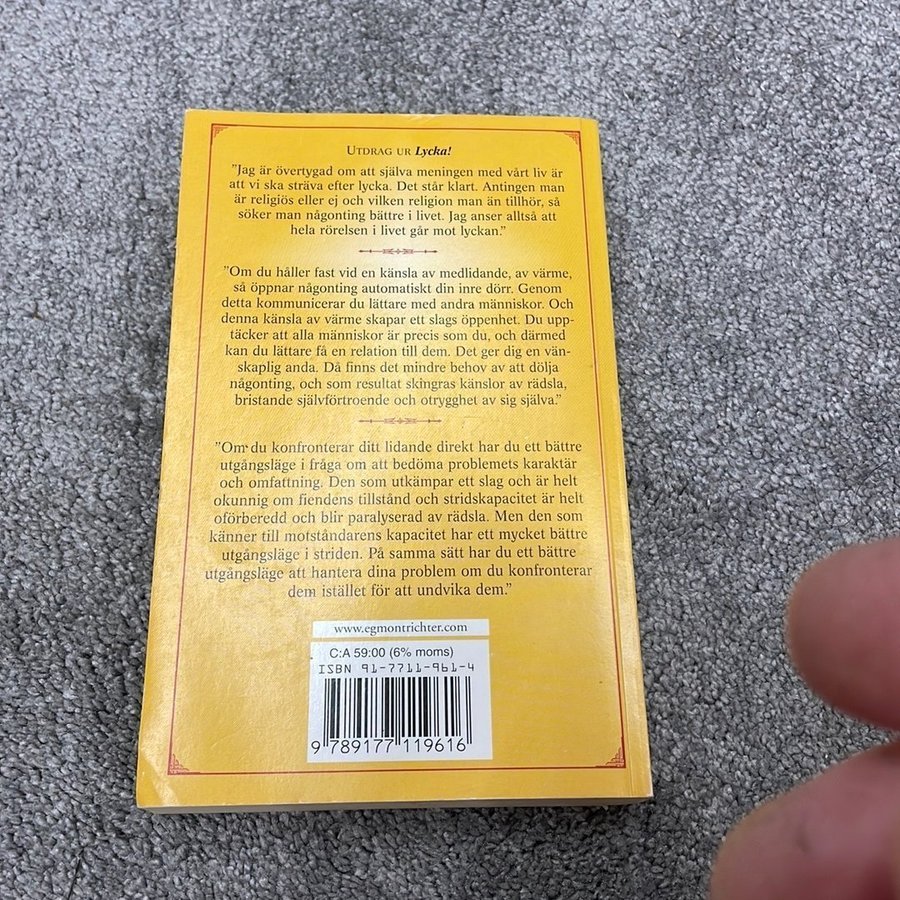 UTDRAG UR Lycka!
”Jag är övertygad om att själva meningen med vårt liv är
att vi ska sträva efter lycka. Det står klart. Antingen man
är religiös eller ej och vilken religion man än tillhör, så
söker man någonting bättre i livet. Jag anser alltså att
hela rörelsen i livet går mot lyckan.”
”Om du håller fast vid en känsla av medlidande, av värme,
så öppnar någonting automatiskt din inre dörr. Genom
detta kommunicerar du lättare med andra människor. Och
denna känsla av värme skapar ett slags öppenhet. Du upp-
täcker att alla människor är precis som du, och därmed
kan du lättare få en relation till dem. Det ger dig en vän-
skaplig anda. Då finns det mindre behov av att dölja
någonting, och som resultat skingras känslor av rädsla,
bristande självförtroende och otrygghet av sig själva.”
”Om du konfronterar ditt lidande direkt har du ett bättre
utgångsläge i fråga om att bedöma problemets karaktär
och omfattning. Den som utkämpar ett slag och är helt
okunnig om fiendens tillstånd och stridskapacitet är helt
oförberedd och blir paralyserad av rädsla. Men den som
känner till motståndarens kapacitet har ett mycket bättre
utgångsläge i striden. På samma sätt har du ett bättre
utgångsläge att hantera dina problem om du konfronterar
dem istället för att undvika dem.”
www.egmontrichter.com
C:A 59:00 (6% moms)
ISBN 91-7711-961-4
9 789177 119616